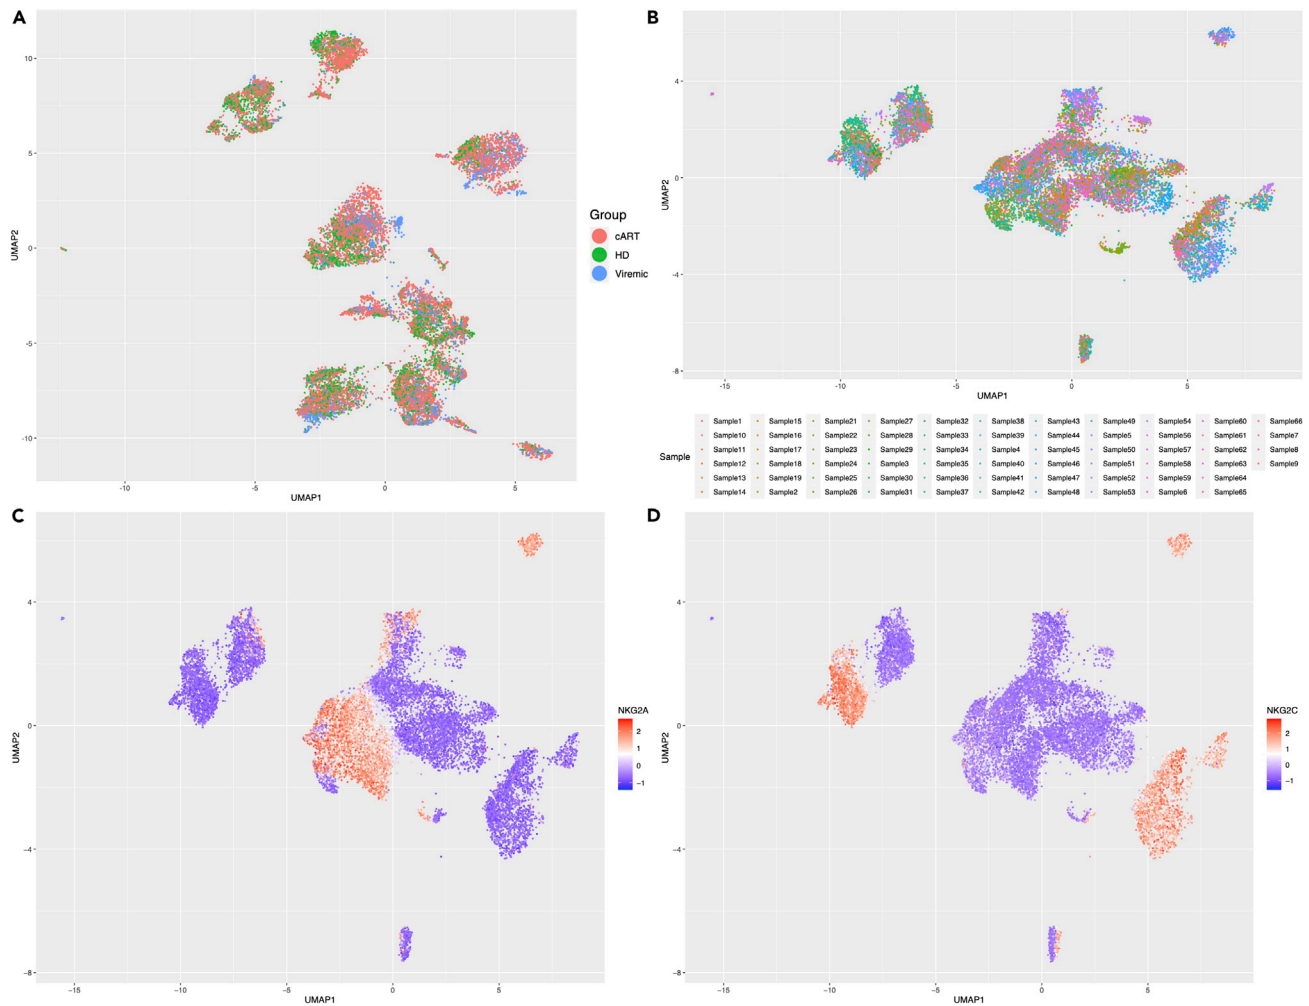 A
10
5
0
-5
-10
UMAP2
-10
-5
0
5
UMAP1
Group
cART
HD
Viremic
B
4
0
-4
-8
UMAP2
-15
-10
-5
0
5
UMAP1
Sample
Sample1 Sample15 Sample21 Sample27 Sample32 Sample38 Sample43 Sample49 Sample54 Sample60 Sample66
Sample10 Sample16 Sample22 Sample28 Sample33 Sample39 Sample44 Sample5 Sample56 Sample61 Sample7
Sample11 Sample17 Sample23 Sample29 Sample34 Sample4 Sample45 Sample50 Sample57 Sample62 Sample8
Sample12 Sample18 Sample24 Sample3 Sample35 Sample40 Sample46 Sample51 Sample58 Sample63 Sample9
Sample13 Sample19 Sample25 Sample30 Sample36 Sample41 Sample47 Sample52 Sample59 Sample64
Sample14 Sample2 Sample26 Sample31 Sample37 Sample42 Sample48 Sample53 Sample6 Sample65
C
4
0
-4
-8
UMAP2
-15
-10
-5
0
5
UMAP1
NKG2A
2
1
0
-1
D
4
0
-4
-8
UMAP2
-15
-10
-5
0
5
UMAP1
NKG2C
2
1
0
-1